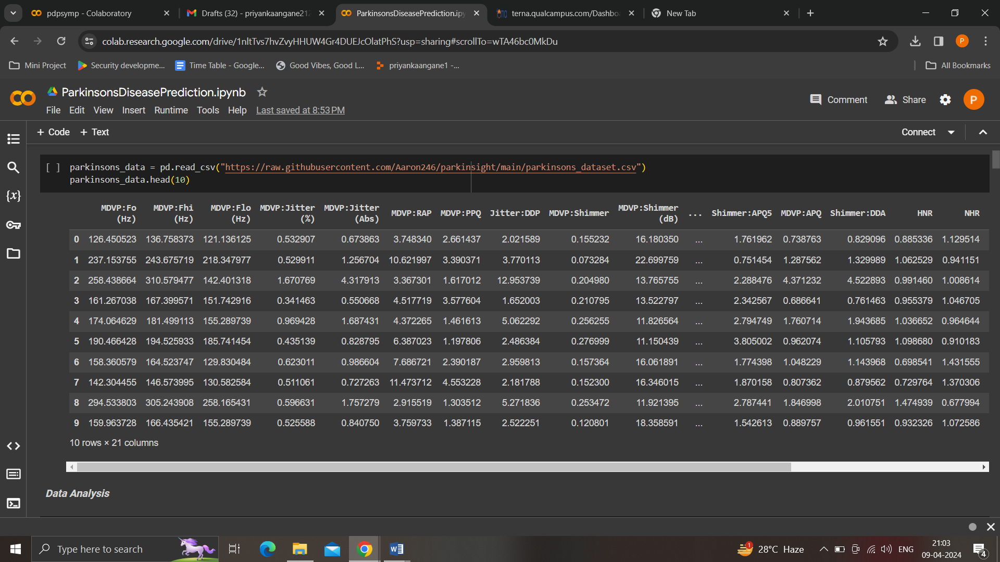 pdpsymp - Colaboratory
Drafts (32) - priyankaangane212
ParkinsonsDiseasePrediction.ipy
terna.qualcampus.com/Dashbo
New Tab
colab.research.google.com/drive/1nltTvs7hvZvyHHUW4Gr4DUEJcOlatPhS?usp=sharing#scrollTo=wTA46bc0MkDu
P
Mini Project
Security developme...
Time Table - Google...
Good Vibes, Good L...
priyankaangane1 -...
All Bookmarks
ParkinsonsDiseasePrediction.ipynb
File Edit View Insert Runtime Tools Help Last saved at 8:53 PM
Comment
Share
P
+ Code + Text
Connect
[ ] parkinsons_data = pd.read_csv("https://raw.githubusercontent.com/Aaron246/parkinsight/main/parkinsons_dataset.csv")
parkinsons_data.head(10)
MDVP:Fo (Hz) MDVP:Fhi (Hz) MDVP:Flo (Hz) MDVP:Jitter (%) MDVP:Jitter (Abs) MDVP:RAP MDVP:PPQ Jitter:DDP MDVP:Shimmer MDVP:Shimmer (dB) ... Shimmer:APQ5 MDVP:APQ Shimmer:DDA HNR NHR
0 126.450523 136.758373 121.136125 0.532907 0.673863 3.748340 2.661437 2.021589 0.155232 16.180350 ... 1.761962 0.738763 0.829096 0.885336 1.129514
1 237.153755 243.675719 218.347977 0.529911 1.256704 10.621997 3.390371 3.770113 0.073284 22.699759 ... 0.751454 1.287562 1.329989 1.062529 0.941151
2 258.438664 310.579477 142.401318 1.670769 4.317913 3.367301 1.617012 12.953739 0.204980 13.765755 ... 2.288476 4.371232 4.522893 0.991460 1.008614
3 161.267038 167.399571 151.742916 0.341463 0.550668 4.517719 3.577604 1.652003 0.210795 13.522797 ... 2.342567 0.686641 0.761463 0.955379 1.046705
4 174.064629 181.499113 155.289739 0.969428 1.687431 4.372265 1.461613 5.062292 0.256255 11.826564 ... 2.794749 1.760714 1.943685 1.036652 0.964644
5 190.466428 194.525933 185.741454 0.435139 0.828795 6.387023 1.197806 2.486384 0.276999 11.150439 ... 3.805002 0.962074 1.105793 1.098680 0.910183
6 158.360579 164.523747 129.830484 0.623011 0.986604 7.686721 2.390187 2.959813 0.157364 16.061891 ... 1.774398 1.048229 1.143968 0.698541 1.431555
7 142.304455 146.573995 130.582584 0.511061 0.727263 11.473712 4.553228 2.181788 0.152300 16.346015 ... 1.870158 0.807362 0.879562 0.729764 1.370306
8 294.533803 305.243908 258.165431 0.596631 1.757279 2.915519 1.303512 5.271836 0.253472 11.921395 ... 2.787441 1.846998 2.010751 1.474939 0.677994
9 159.963728 166.435421 155.289739 0.525588 0.840750 3.759733 1.387115 2.522251 0.120801 18.358591 ... 1.542613 0.889757 0.961551 0.932326 1.072586
10 rows × 21 columns
Data Analysis
Type here to search
1
28°C Haze
ENG
21:03
09-04-2024
4